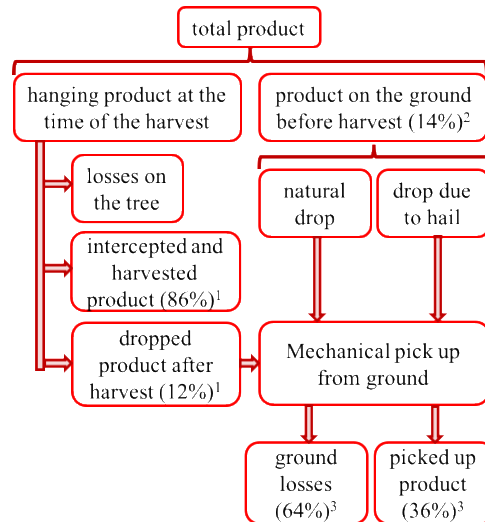 total product
hanging product at the
time of the harvest
product on the ground
before harvest (14%)²
losses on
the tree
natural
drop
drop due
to hail
intercepted and
harvested
product (86%)¹
dropped
product after
harvest (12%)¹
Mechanical pick up
from ground
ground
losses
(64%)³
picked up
product
(36%)³